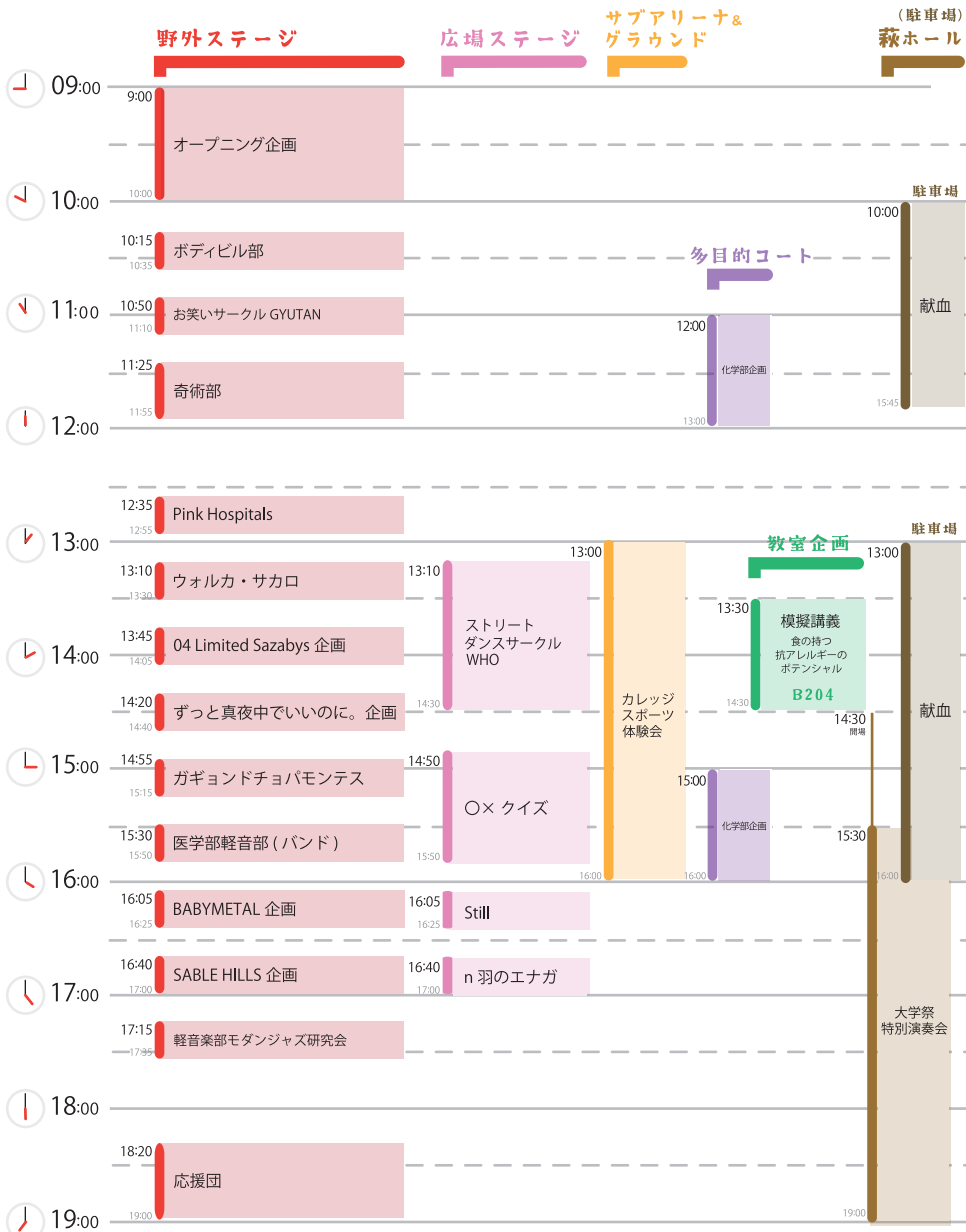 野外ステージ
広場ステージ
サブアリーナ&
グラウンド
(駐車場)
萩ホール
09:00
9:00
オープニング企画
10:00
10:00
駐車場
10:00
献血
15:45
10:15
ボディビル部
10:35
多目的コート
11:00
10:50
お笑いサークル GYUTAN
11:10
12:00
化学部企画
13:00
11:25
奇術部
11:55
12:00
12:35
Pink Hospitals
12:55
13:00
13:00
カレッジ
スポーツ
体験会
16:00
教室企画
駐車場
13:00
献血
16:00
13:10
ウォルカ・サカロ
13:30
13:10
ストリート
ダンスサークル
WHO
14:30
13:30
模擬講義
食の持つ
抗アレルギーの
ポテンシャル
B204
14:30
13:45
04 Limited Sazabys 企画
14:05
14:00
14:20
ずっと真夜中でいいのに。企画
14:40
14:30
開場
15:00
14:55
ガギョンドチョパモンテス
15:15
14:50
〇× クイズ
15:50
15:00
化学部企画
16:00
15:30
医学部軽音部 ( バンド )
15:50
15:30
大学祭
特別演奏会
19:00
16:00
16:05
BABYMETAL 企画
16:25
16:05
Still
16:25
16:40
SABLE HILLS 企画
17:00
16:40
n 羽のエナガ
17:00
17:00
17:15
軽音楽部モダンジャズ研究会
17:35
18:00
18:20
応援団
19:00
19:00